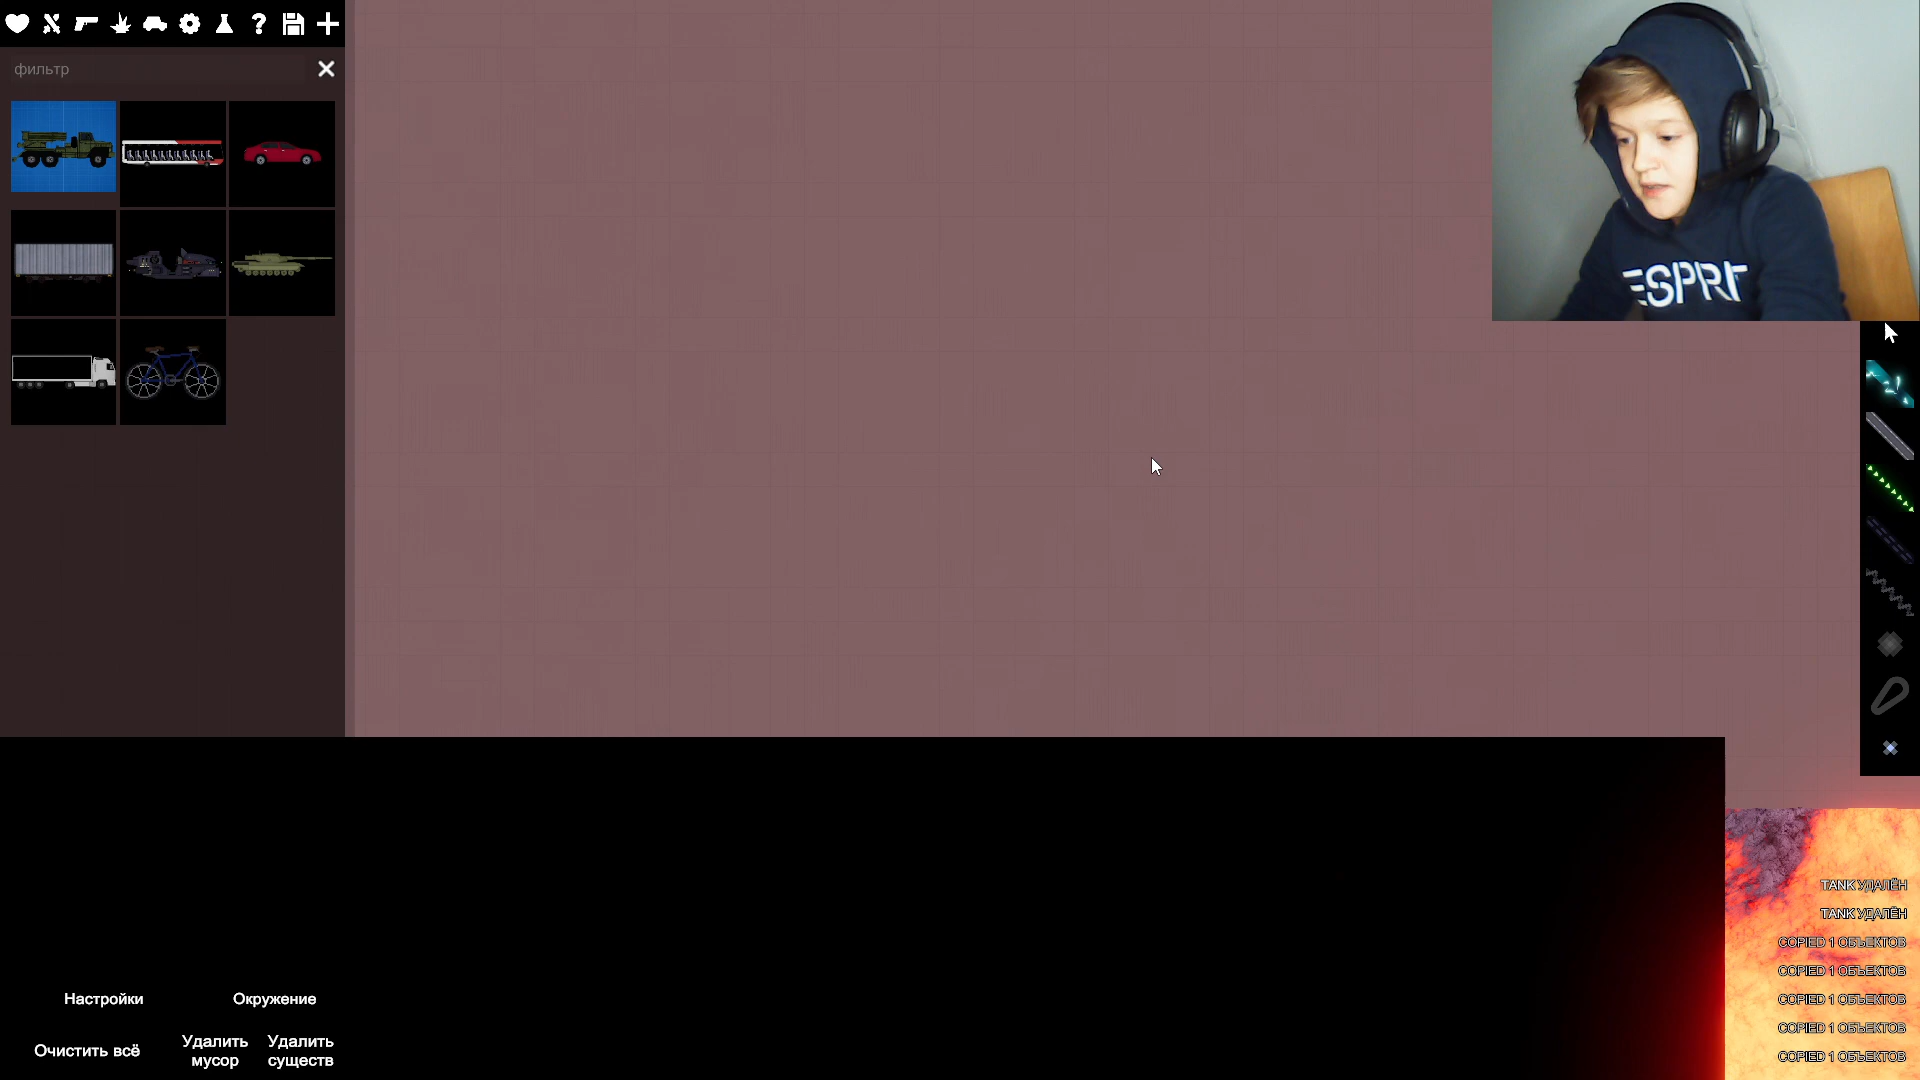 фильтр
ESPRI
TANK УДАЛЁН
TANK УДАЛЁН
COPIED 1 ОБЪЕКТОВ
COPIED 1 ОБЪЕКТОВ
COPIED 1 ОБЪЕКТОВ
COPIED 1 ОБЪЕКТОВ
COPIED 1 ОБЪЕКТОВ
Настройки Окружение
Очистить всё
Удалить мусор
Удалить существ